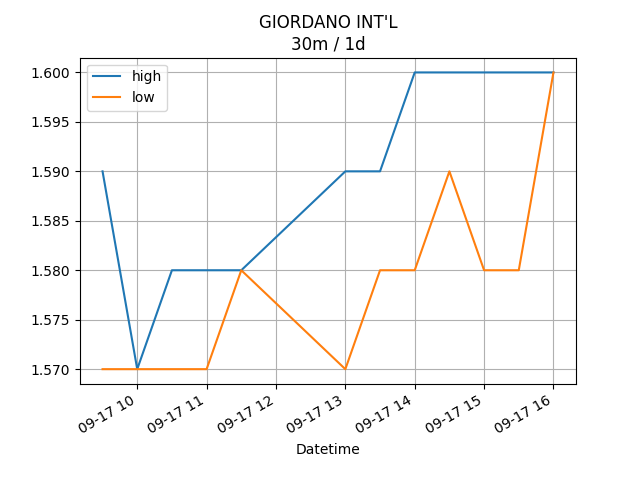 GIORDANO INT'L
30m / 1d
high
low
1.600
1.595
1.590
1.585
1.580
1.575
1.570
09-17 10
09-17 11
09-17 12
09-17 13
09-17 14
09-17 15
09-17 16
Datetime